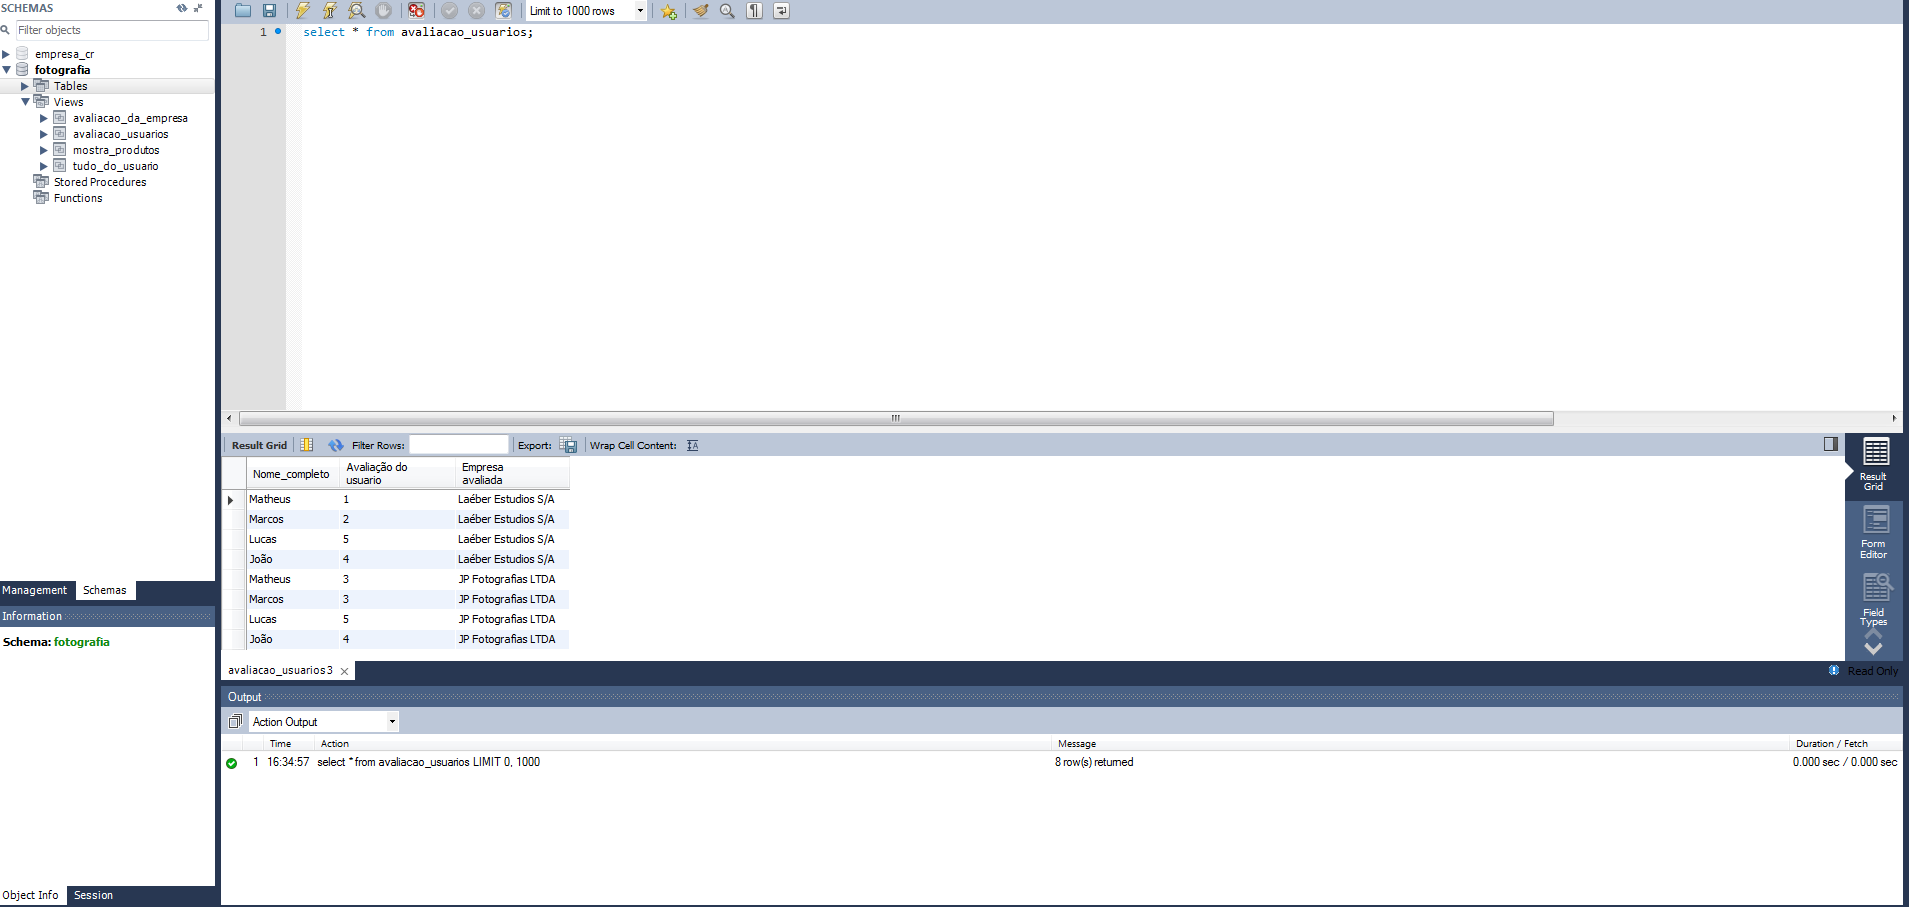 SCHEMAS
Filter objects
empresa_cr
fotografia
Tables
Views
avaliacao_da_empresa
avaliacao_usuarios
mostra_produtos
tudo_do_usuario
Stored Procedures
Functions
Management Schemas
Information
Schema: fotografia
Object Info Session
Limit to 1000 rows
1 select * from avaliacao_usuarios;
Result Grid Filter Rows: Export: Wrap Cell Content:
Nome_completo Avaliação do usuario Empresa avaliada
Matheus 1 Laéber Estudios S/A
Marcos 2 Laéber Estudios S/A
Lucas 5 Laéber Estudios S/A
João 4 Laéber Estudios S/A
Matheus 3 JP Fotografias LTDA
Marcos 3 JP Fotografias LTDA
Lucas 5 JP Fotografias LTDA
João 4 JP Fotografias LTDA
Result
Grid
Form
Editor
Field
Types
avaliacao_usuarios3
Read Only
Output
Action Output
Time Action Message Duration / Fetch
1 16:34:57 select * from avaliacao_usuarios LIMIT 0, 1000 8 row(s) returned 0.000 sec / 0.000 sec